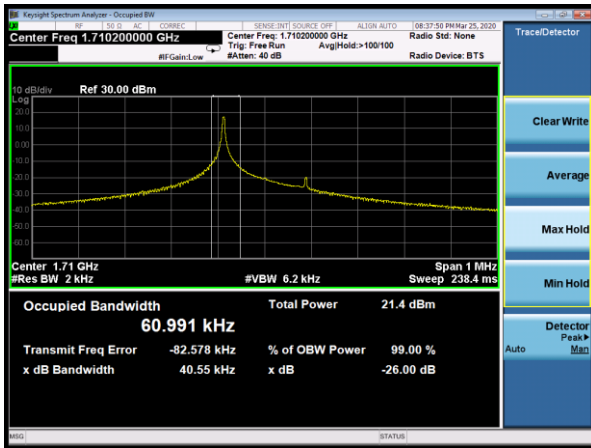 Keysight Spectrum Analyzer - Occupied BW
RF 50 Ω AC CORREC SENSE:INT SOURCE OFF ALIGN AUTO 08:37:50 PM Mar 25, 2020
Center Freq 1.710200000 GHz
Center Freq: 1.710200000 GHz
Radio Std: None
Trig: Free Run Avg|Hold:>100/100
#IFGain:Low #Atten: 40 dB Radio Device: BTS
Trace/Detector
10 dB/div Ref 30.00 dBm
Log
20.0
10.0
0.00
-10.0
-20.0
-30.0
-40.0
-50.0
-60.0
Center 1.71 GHz Span 1 MHz
#Res BW 2 kHz #VBW 6.2 kHz Sweep 238.4 ms
Occupied Bandwidth Total Power 21.4 dBm
60.991 kHz
Transmit Freq Error -82.578 kHz % of OBW Power 99.00 %
x dB Bandwidth 40.55 kHz x dB -26.00 dB
Clear Write
Average
Max Hold
Min Hold
Detector
Peak▶
Auto Man
MSG STATUS